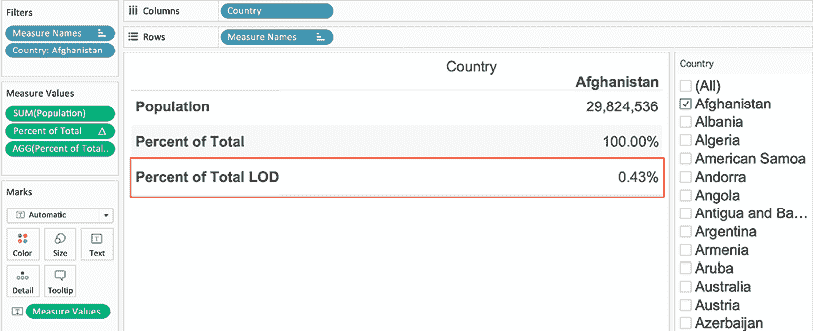 Filters
Measure Names
Country: Afghanistan
Measure Values
SUM(Population)
Percent of Total
AGG(Percent of Total..
Marks
Automatic
Color
Size
Text
Detail
Tooltip
Measure Values
Columns
Country
Rows
Measure Names
Country
Afghanistan
Population 29,824,536
Percent of Total 100.00%
Percent of Total LOD 0.43%
Country
(All)
Afghanistan
Albania
Algeria
American Samoa
Andorra
Angola
Antigua and Ba...
Argentina
Armenia
Aruba
Australia
Austria
Azerbaijan